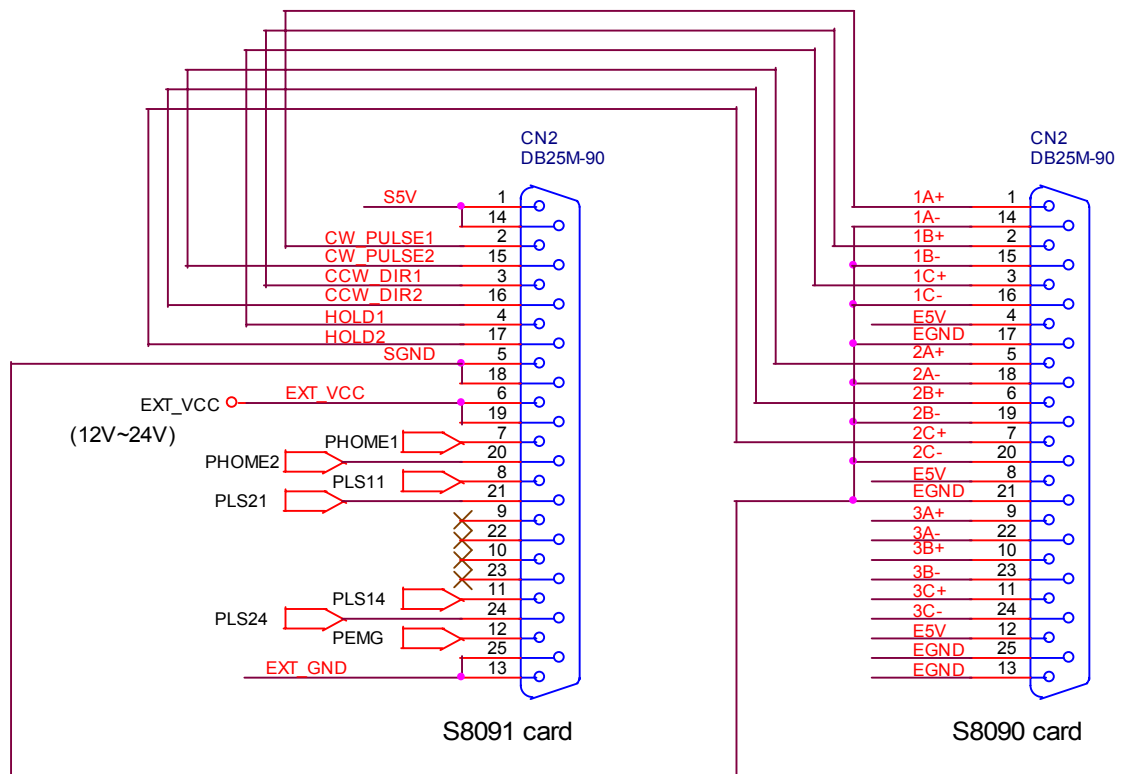 CN2
DB25M-90
S5V 1
14
CW_PULSE1 2
CW_PULSE2 15
CCW_DIR1 3
CCW_DIR2 16
HOLD1 4
HOLD2 17
SGND 5
18
EXT_VCC EXT_VCC 6
(12V~24V) 19
PHOME1 7
PHOME2 20
PLS11 8
PLS21 21
9
22
10
23
PLS14 11
PLS24 24
PEMG 12
25
EXT_GND 13
S8091 card
CN2
DB25M-90
1A+ 1
1A- 14
1B+ 2
1B- 15
1C+ 3
1C- 16
E5V 4
EGND 17
2A+ 5
2A- 18
2B+ 6
2B- 19
2C+ 7
2C- 20
E5V 8
EGND 21
3A+ 9
3A- 22
3B+ 10
3B- 23
3C+ 11
3C- 24
E5V 12
EGND 25
EGND 13
S8090 card